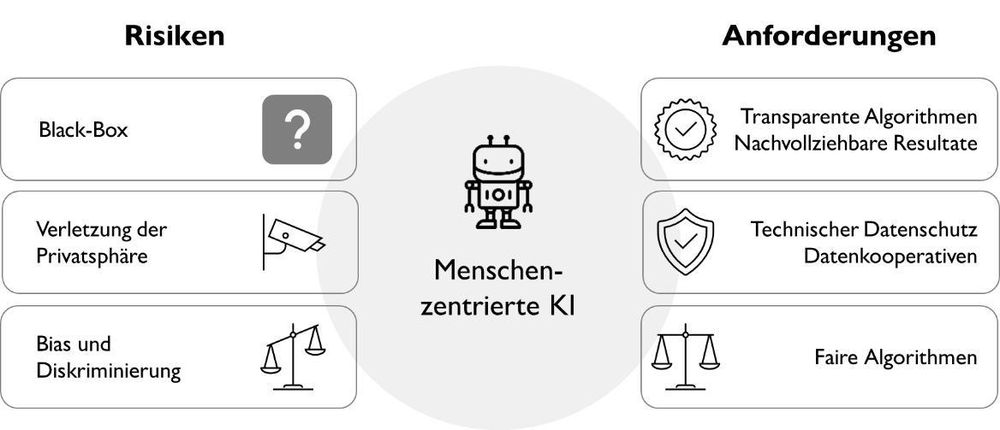 Risiken
Anforderungen
Black-Box
?
Transparente Algorithmen
Nachvollziehbare Resultate
Verletzung der
Privatsphäre
Menschen-
zentrierte KI
Technischer Datenschutz
Datenkooperativen
Bias und
Diskriminierung
Faire Algorithmen